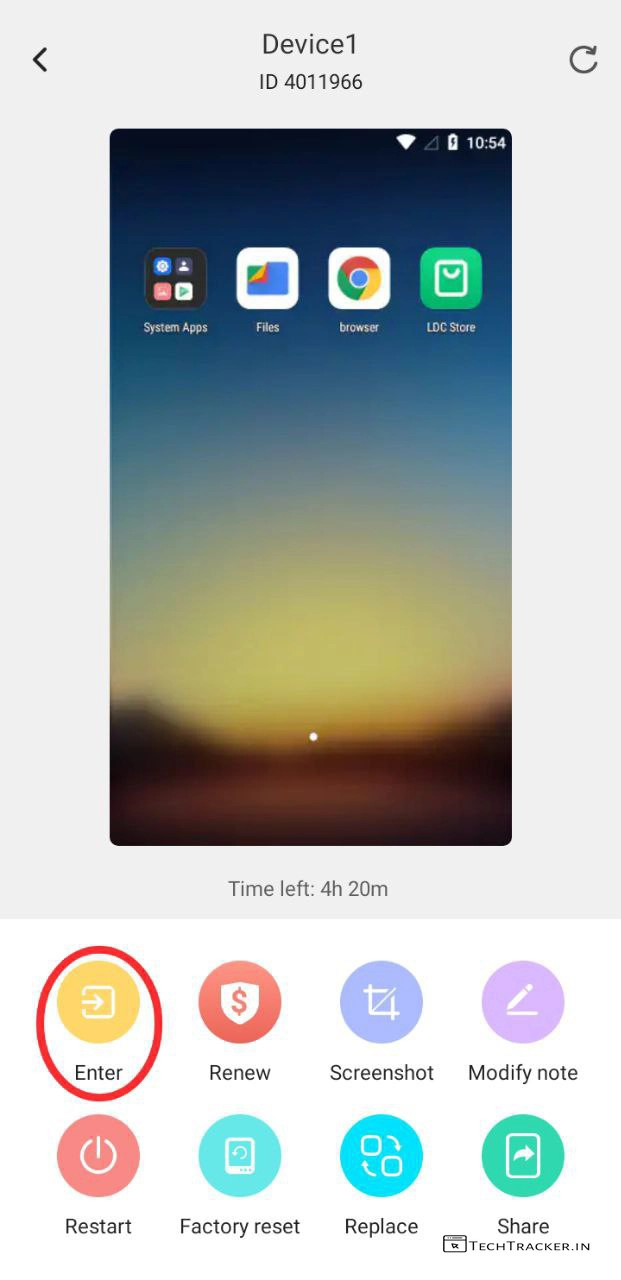 Device1
ID 4011966
10:54
System Apps Files browser LDC Store
Time left: 4h 20m
Enter Renew Screenshot Modify note
Restart Factory reset Replace Share
TECHTRACKER.IN